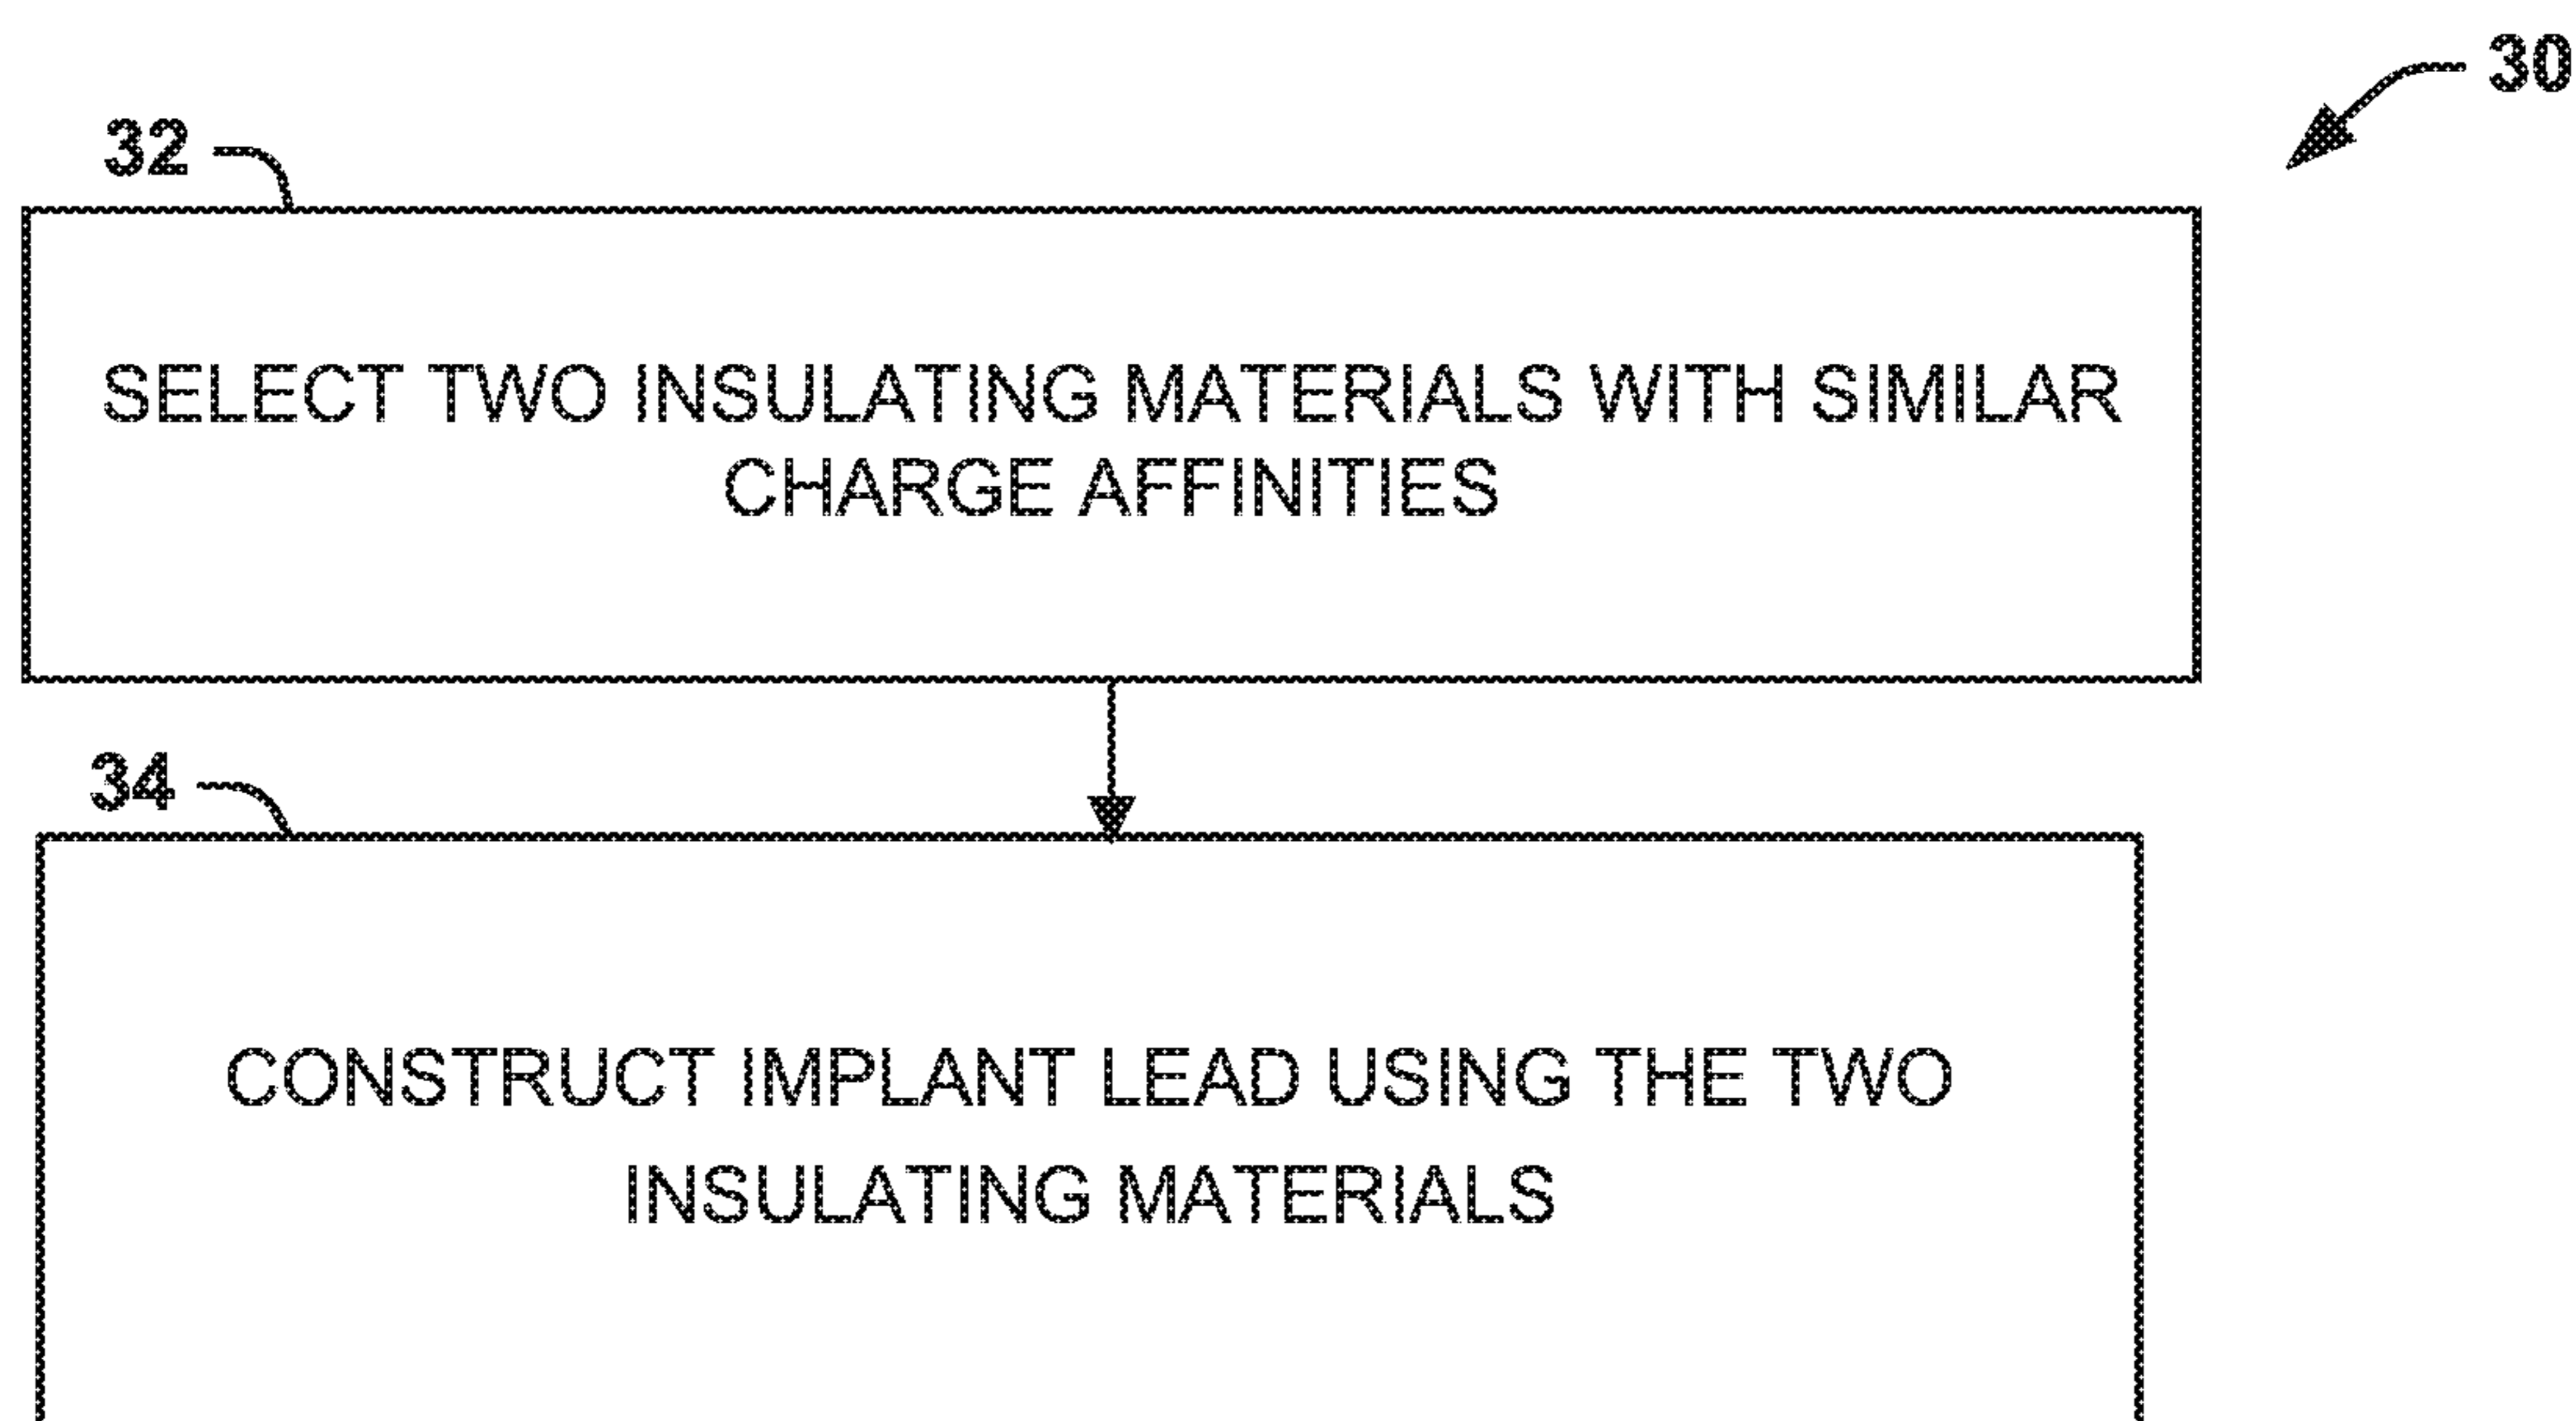 30
32
SELECT TWO INSULATING MATERIALS WITH SIMILAR
CHARGE AFFINITIES
34
CONSTRUCT IMPLANT LEAD USING THE TWO
INSULATING MATERIALS